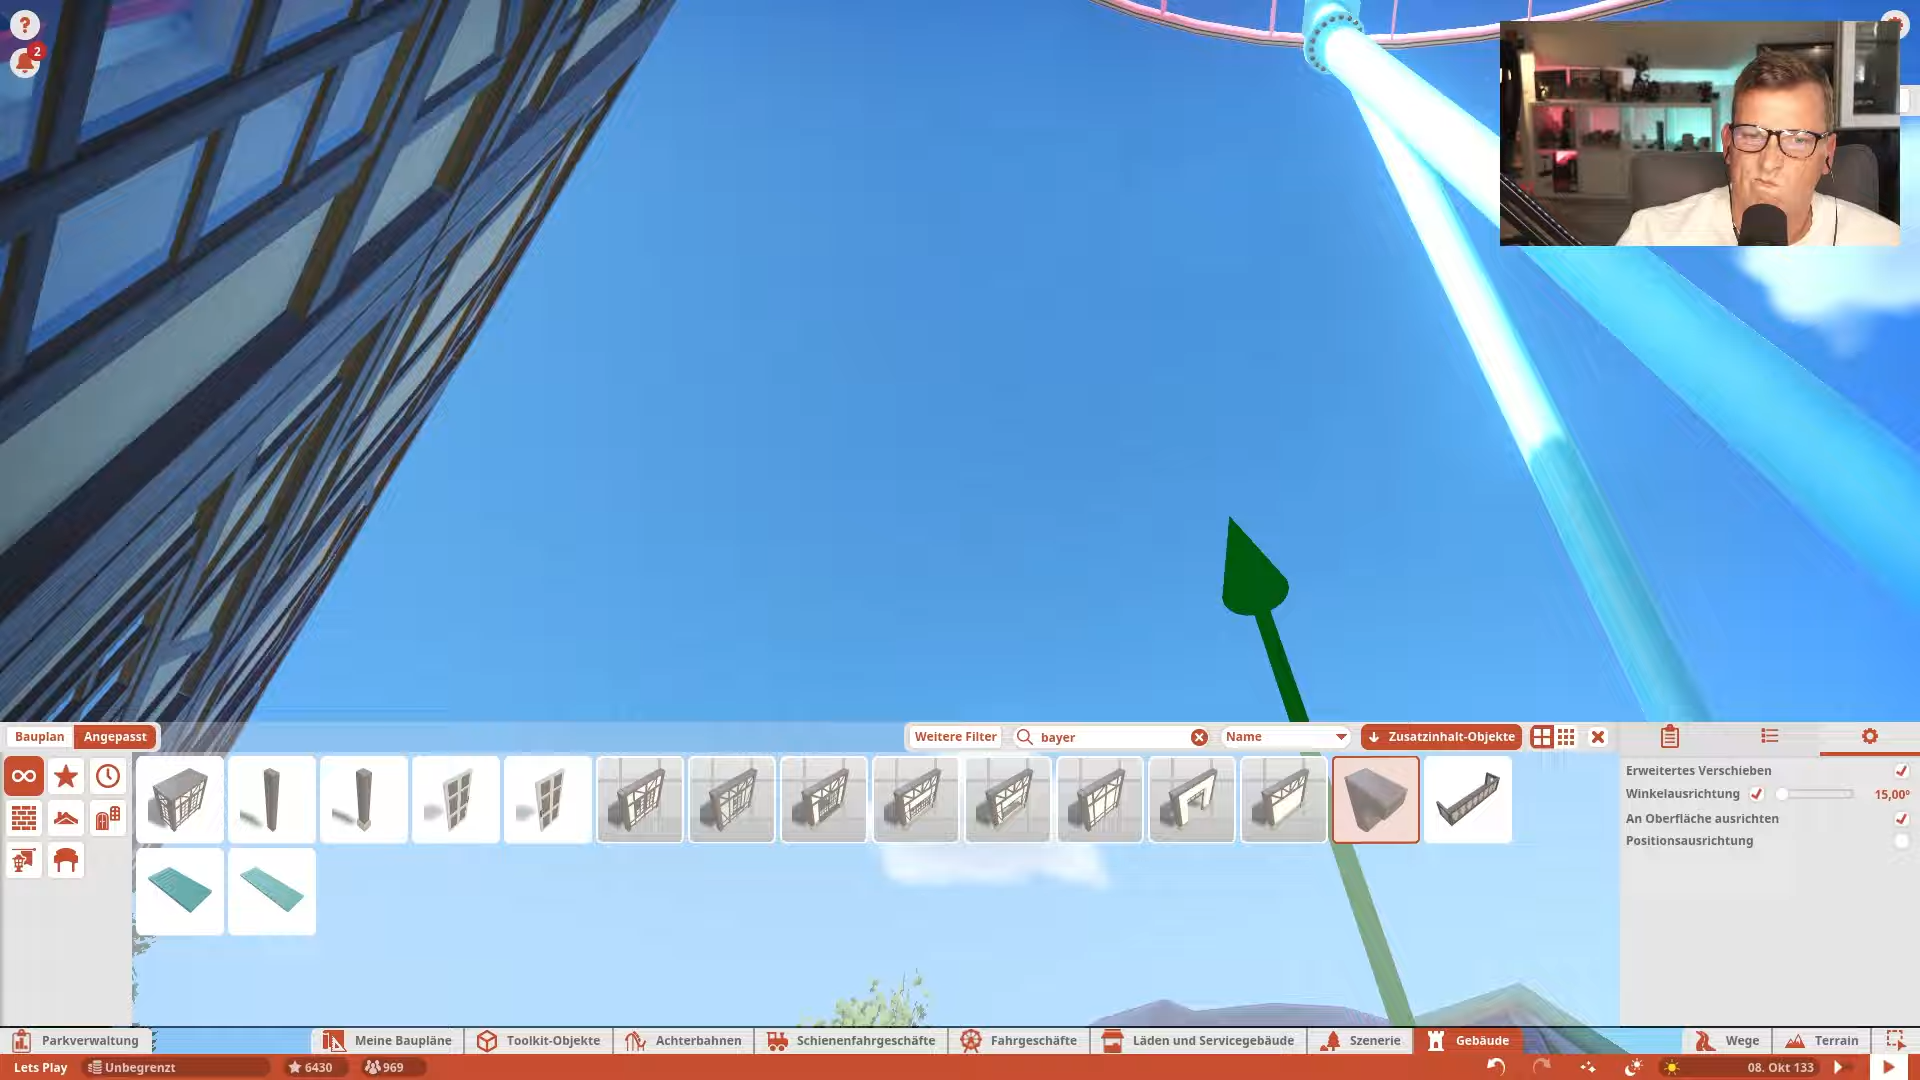 ?
2
Bauplan
Angepasst
Weitere Filter
bayer
Name
Zusatzinhalt-Objekte
Erweitertes Verschieben
Winkelausrichtung
15,00°
An Oberfläche ausrichten
Positionsausrichtung
Parkverwaltung
Meine Baupläne
Toolkit-Objekte
Achterbahnen
Schienenfahrgeschäfte
Fahrgeschäfte
Läden und Servicegebäude
Szenerie
Gebäude
Wege
Terrain
Lets Play
Unbegrenzt
6430
969
08. Okt 133